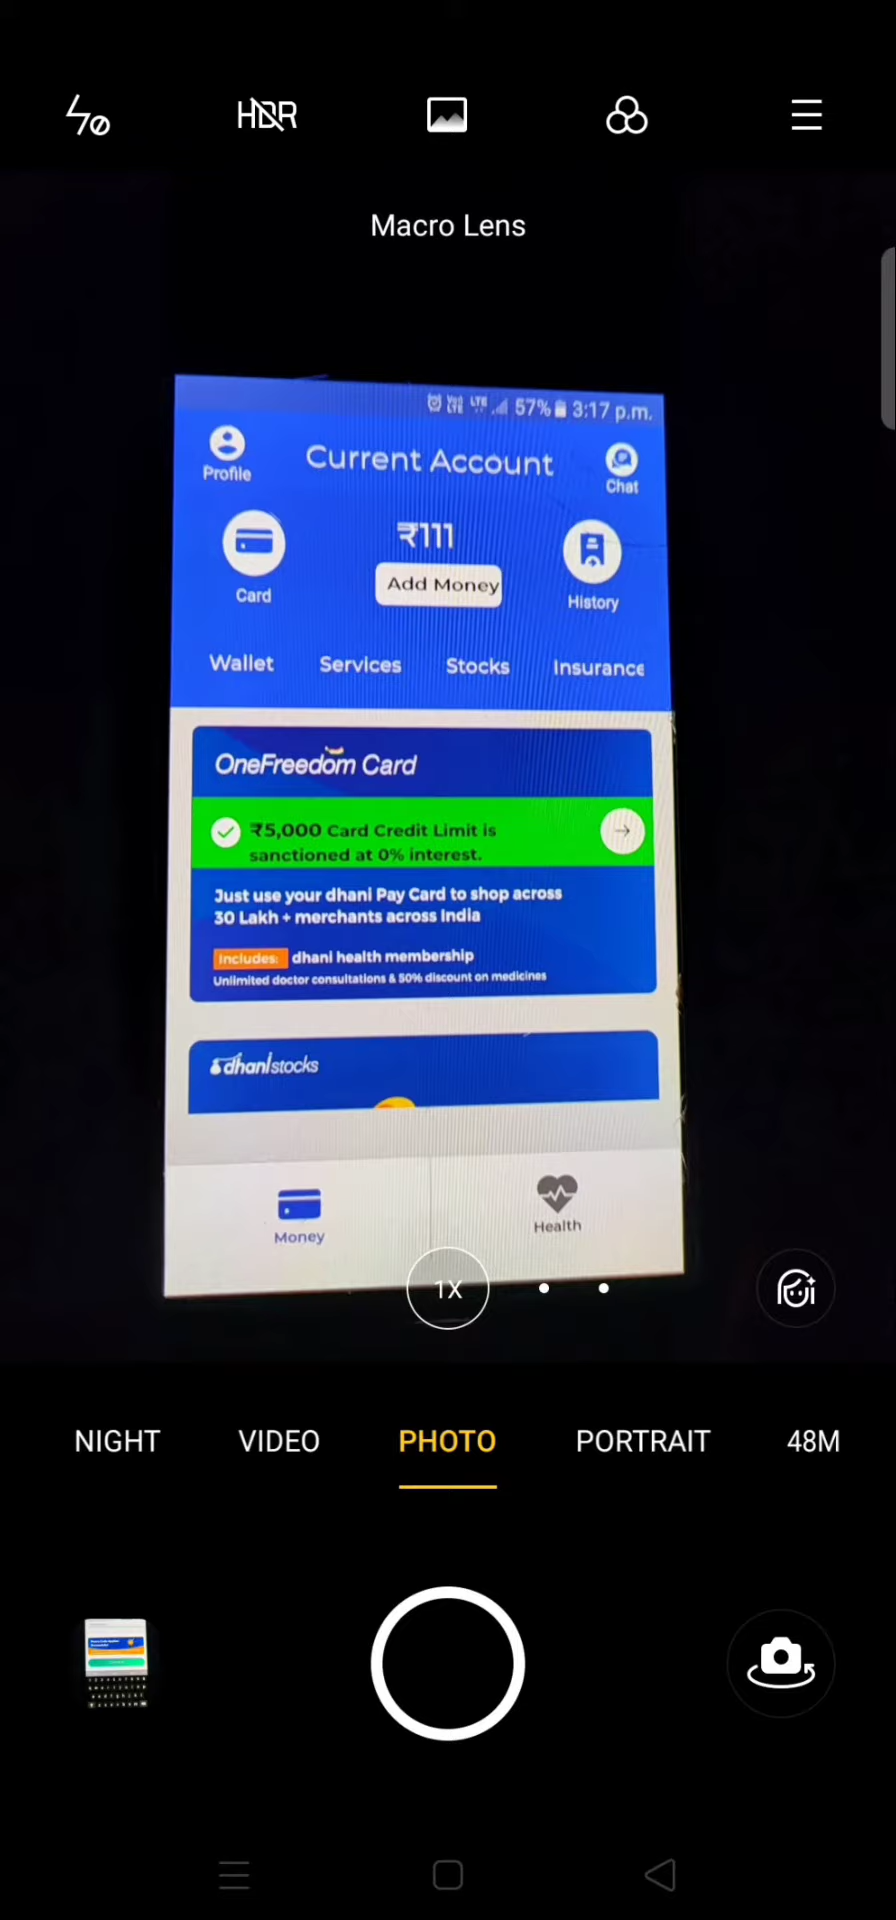 HDR
Macro Lens
57% 3:17 p.m.
Profile
Current Account
Chat
₹111
Card
Add Money
History
Wallet Services Stocks Insurance
OneFreedom Card
₹5,000 Card Credit Limit is
sanctioned at 0% interest.
Just use your dhani Pay Card to shop across
30 Lakh + merchants across India
Includes: dhani health membership
Unlimited doctor consultations & 50% discount on medicines
dhani stocks
Money
Health
1X
NIGHT VIDEO PHOTO PORTRAIT 48M